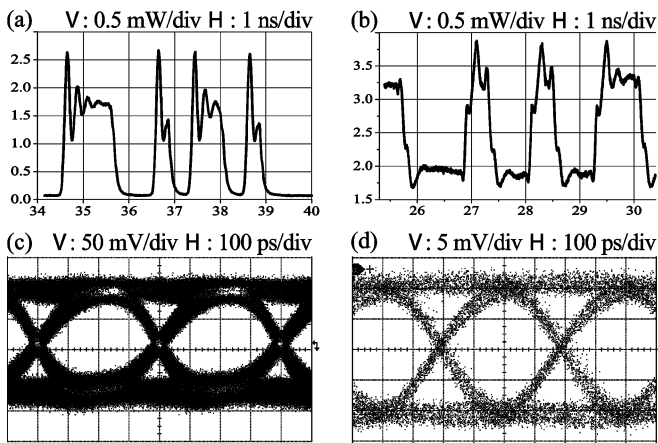 (a) V : 0.5 mW/div H : 1 ns/div
2.5
2.0
1.5
1.0
0.5
0.0
34 35 36 37 38 39 40
(b) V : 0.5 mW/div H : 1 ns/div
3.5
3.0
2.5
2.0
1.5
26 27 28 29 30
(c) V : 50 mV/div H : 100 ps/div
(d) V : 5 mV/div H : 100 ps/div